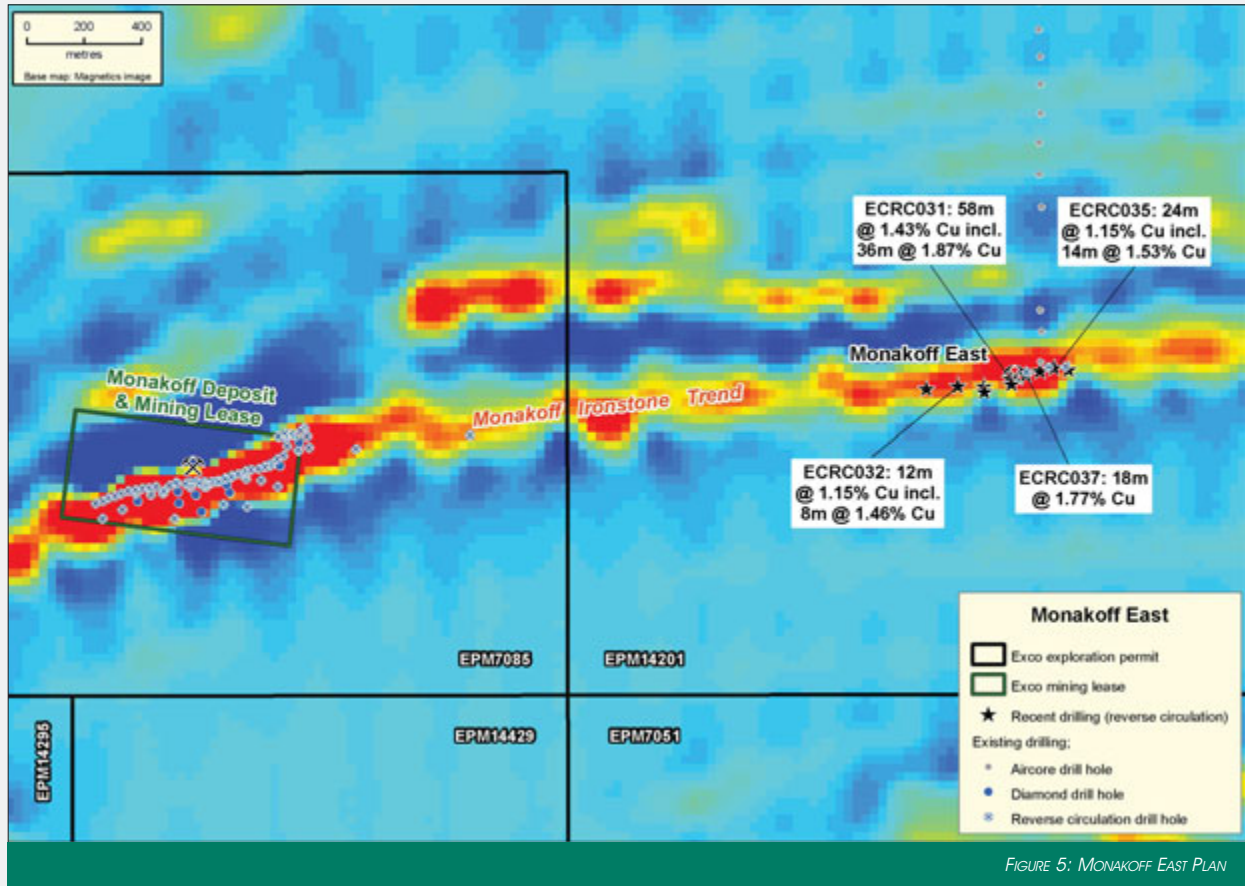 0 200 400
metres
Base map: Magnetics image
ECRC031: 58m
@ 1.43% Cu incl.
36m @ 1.87% Cu
ECRC035: 24m
@ 1.15% Cu incl.
14m @ 1.53% Cu
Monakoff East
Monakoff Deposit
& Mining Lease
Monakoff Ironstone Trend
ECRC032: 12m
@ 1.15% Cu incl.
8m @ 1.46% Cu
ECRC037: 18m
@ 1.77% Cu
EPM7085
EPM14201
EPM14295
EPM14429
EPM7051
Monakoff East
Exco exploration permit
Exco mining lease
Recent drilling (reverse circulation)
Existing drilling;
Aircore drill hole
Diamond drill hole
Reverse circulation drill hole
FIGURE 5: MONAKOFF EAST PLAN